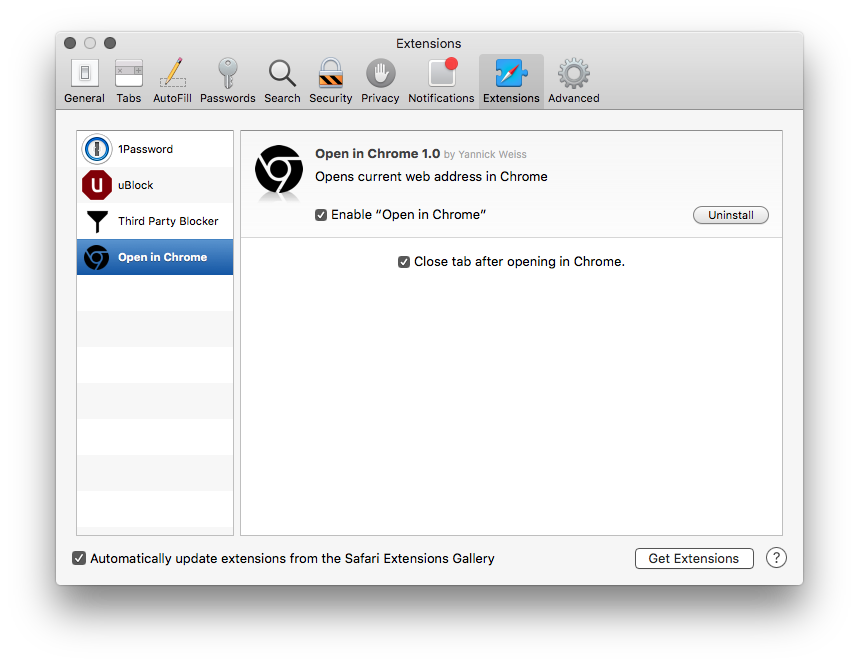 Extensions
General Tabs AutoFill Passwords Search Security Privacy Notifications Extensions Advanced
1Password
uBlock
Third Party Blocker
Open in Chrome
Open in Chrome 1.0 by Yannick Weiss
Opens current web address in Chrome
Enable “Open in Chrome”
Uninstall
Close tab after opening in Chrome.
Automatically update extensions from the Safari Extensions Gallery
Get Extensions
?